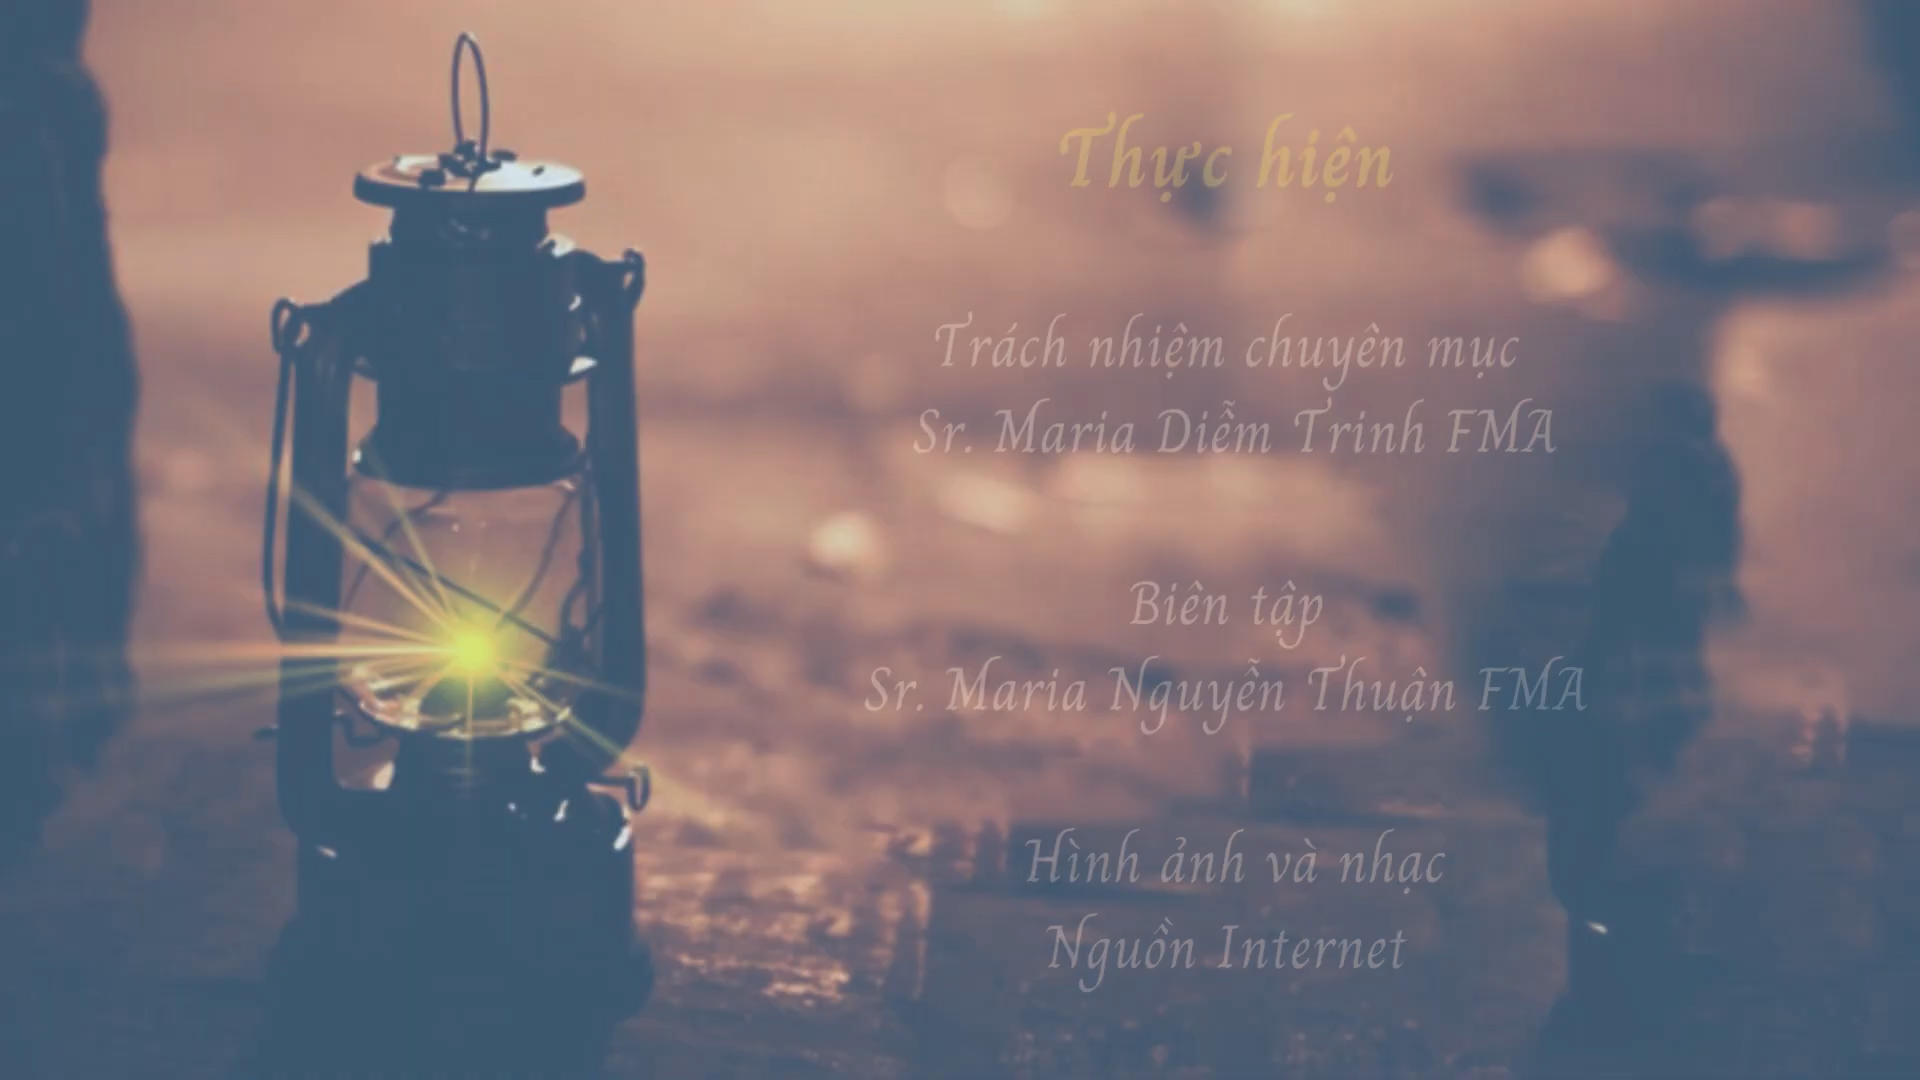 Thực hiện
Trách nhiệm chuyên mục
Sr. Maria Diễm Trinh FMA
Biên tập
Sr. Maria Nguyễn Thuận FMA
Hình ảnh và nhạc
Nguồn Internet